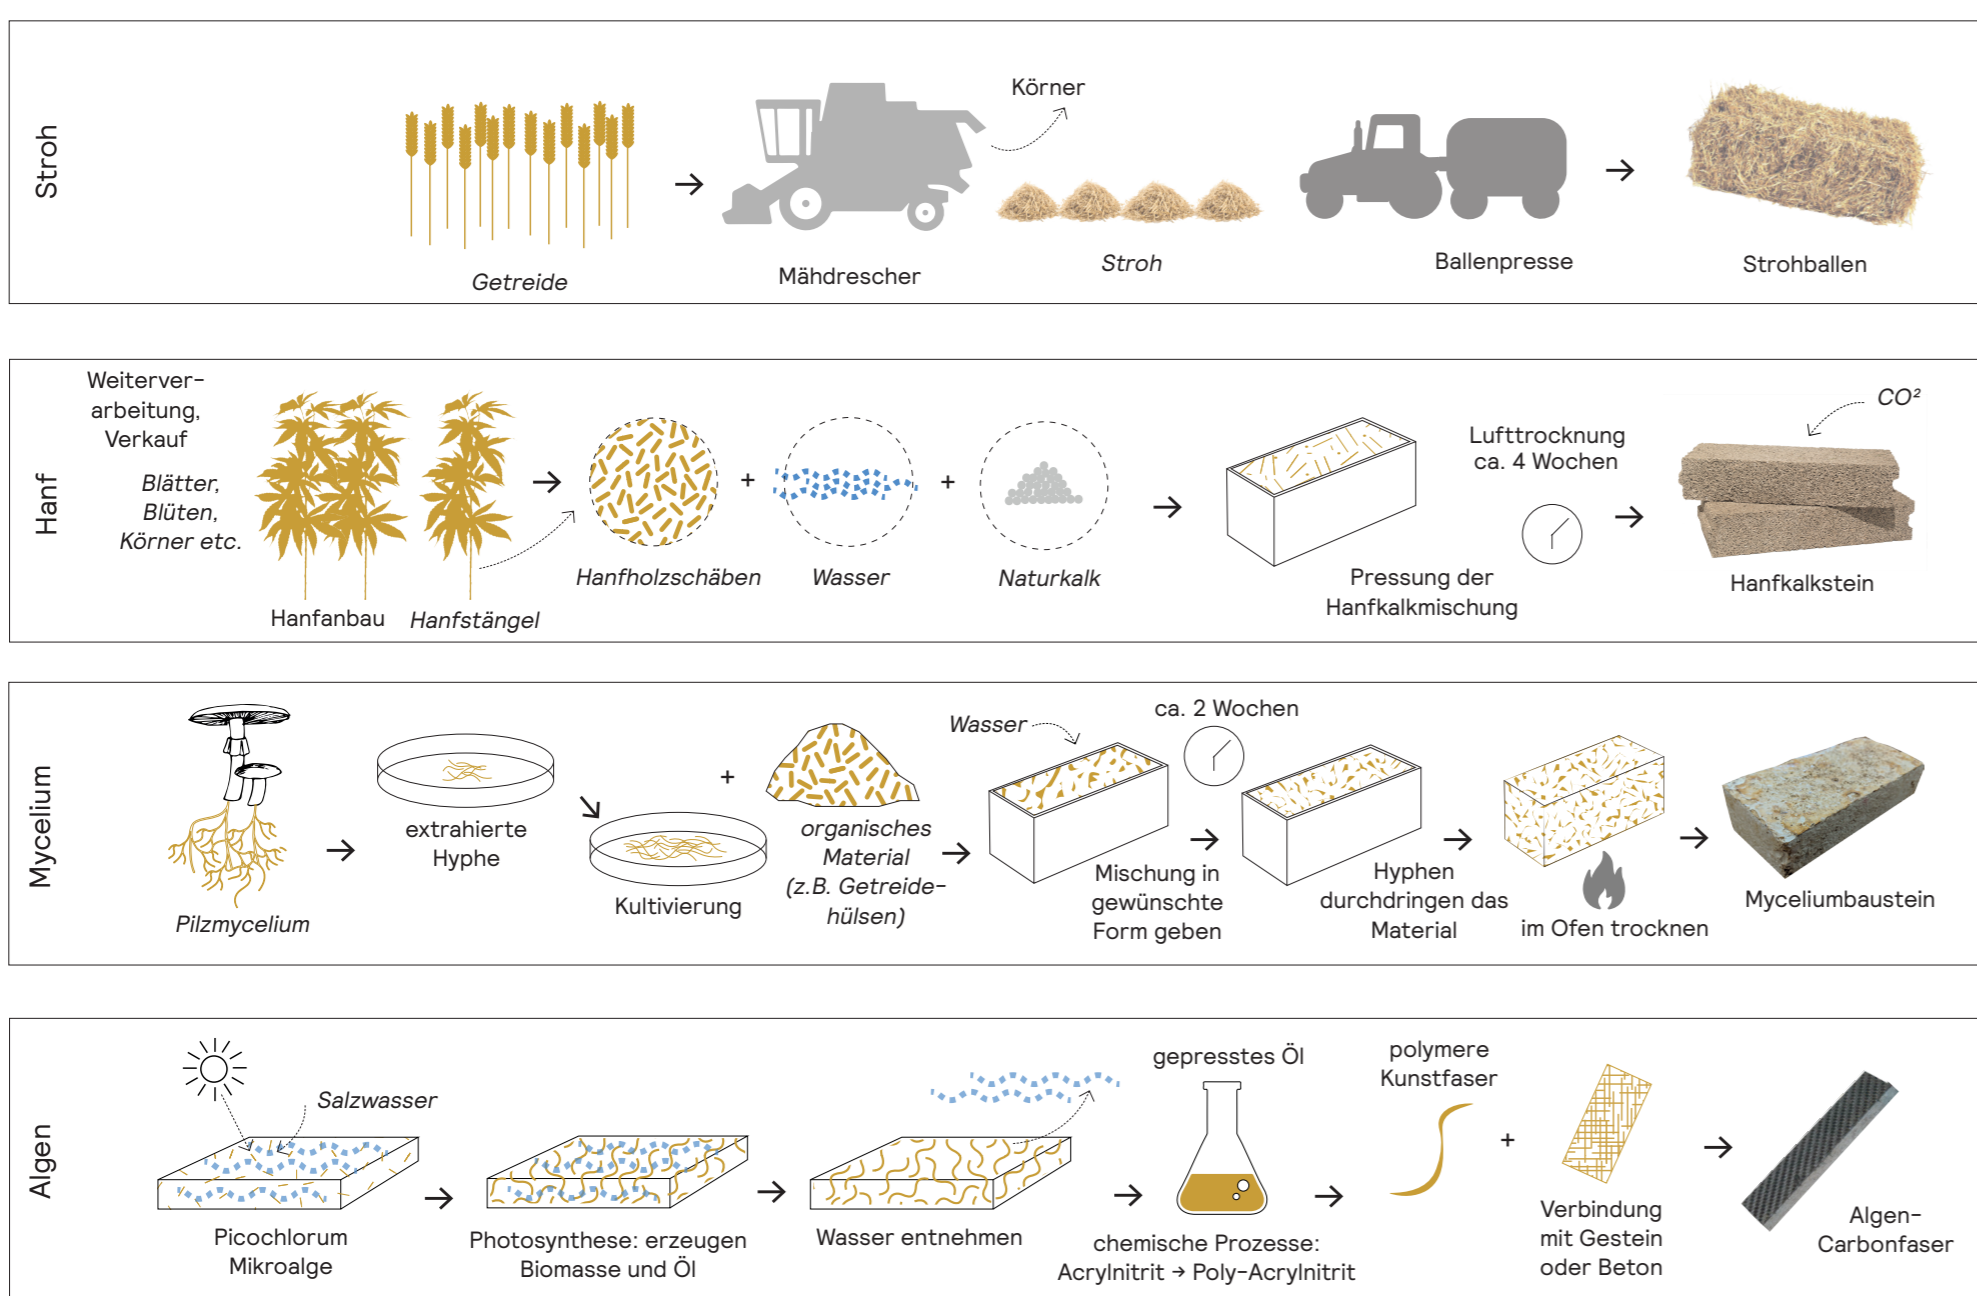 Stroh
Getreide
Mähdrescher
Körner
Stroh
Ballenpresse
Strohballen
Hanf
Weiterver-
arbeitung,
Verkauf
Blätter,
Blüten,
Körner etc.
Hanfanbau
Hanfstängel
Hanfholzschäben
+
Wasser
+
Naturkalk
Pressung der
Hanfkalkmischung
Lufttrocknung
ca. 4 Wochen
CO²
Hanfkalkstein
Mycelium
Pilzmycelium
extrahierte
Hyphe
Kultivierung
+
organisches
Material
(z.B. Getreide-
hülsen)
Wasser
Mischung in
gewünschte
Form geben
ca. 2 Wochen
Hyphen
durchdringen das
Material
im Ofen trocknen
Myceliumbaustein
Algen
Salzwasser
Picochlorum
Mikroalge
Photosynthese: erzeugen
Biomasse und Öl
Wasser entnehmen
gepresstes Öl
chemische Prozesse:
Acrylnitrit → Poly-Acrylnitrit
polymere
Kunstfaser
+
Verbindung
mit Gestein
oder Beton
Algen-
Carbonfaser